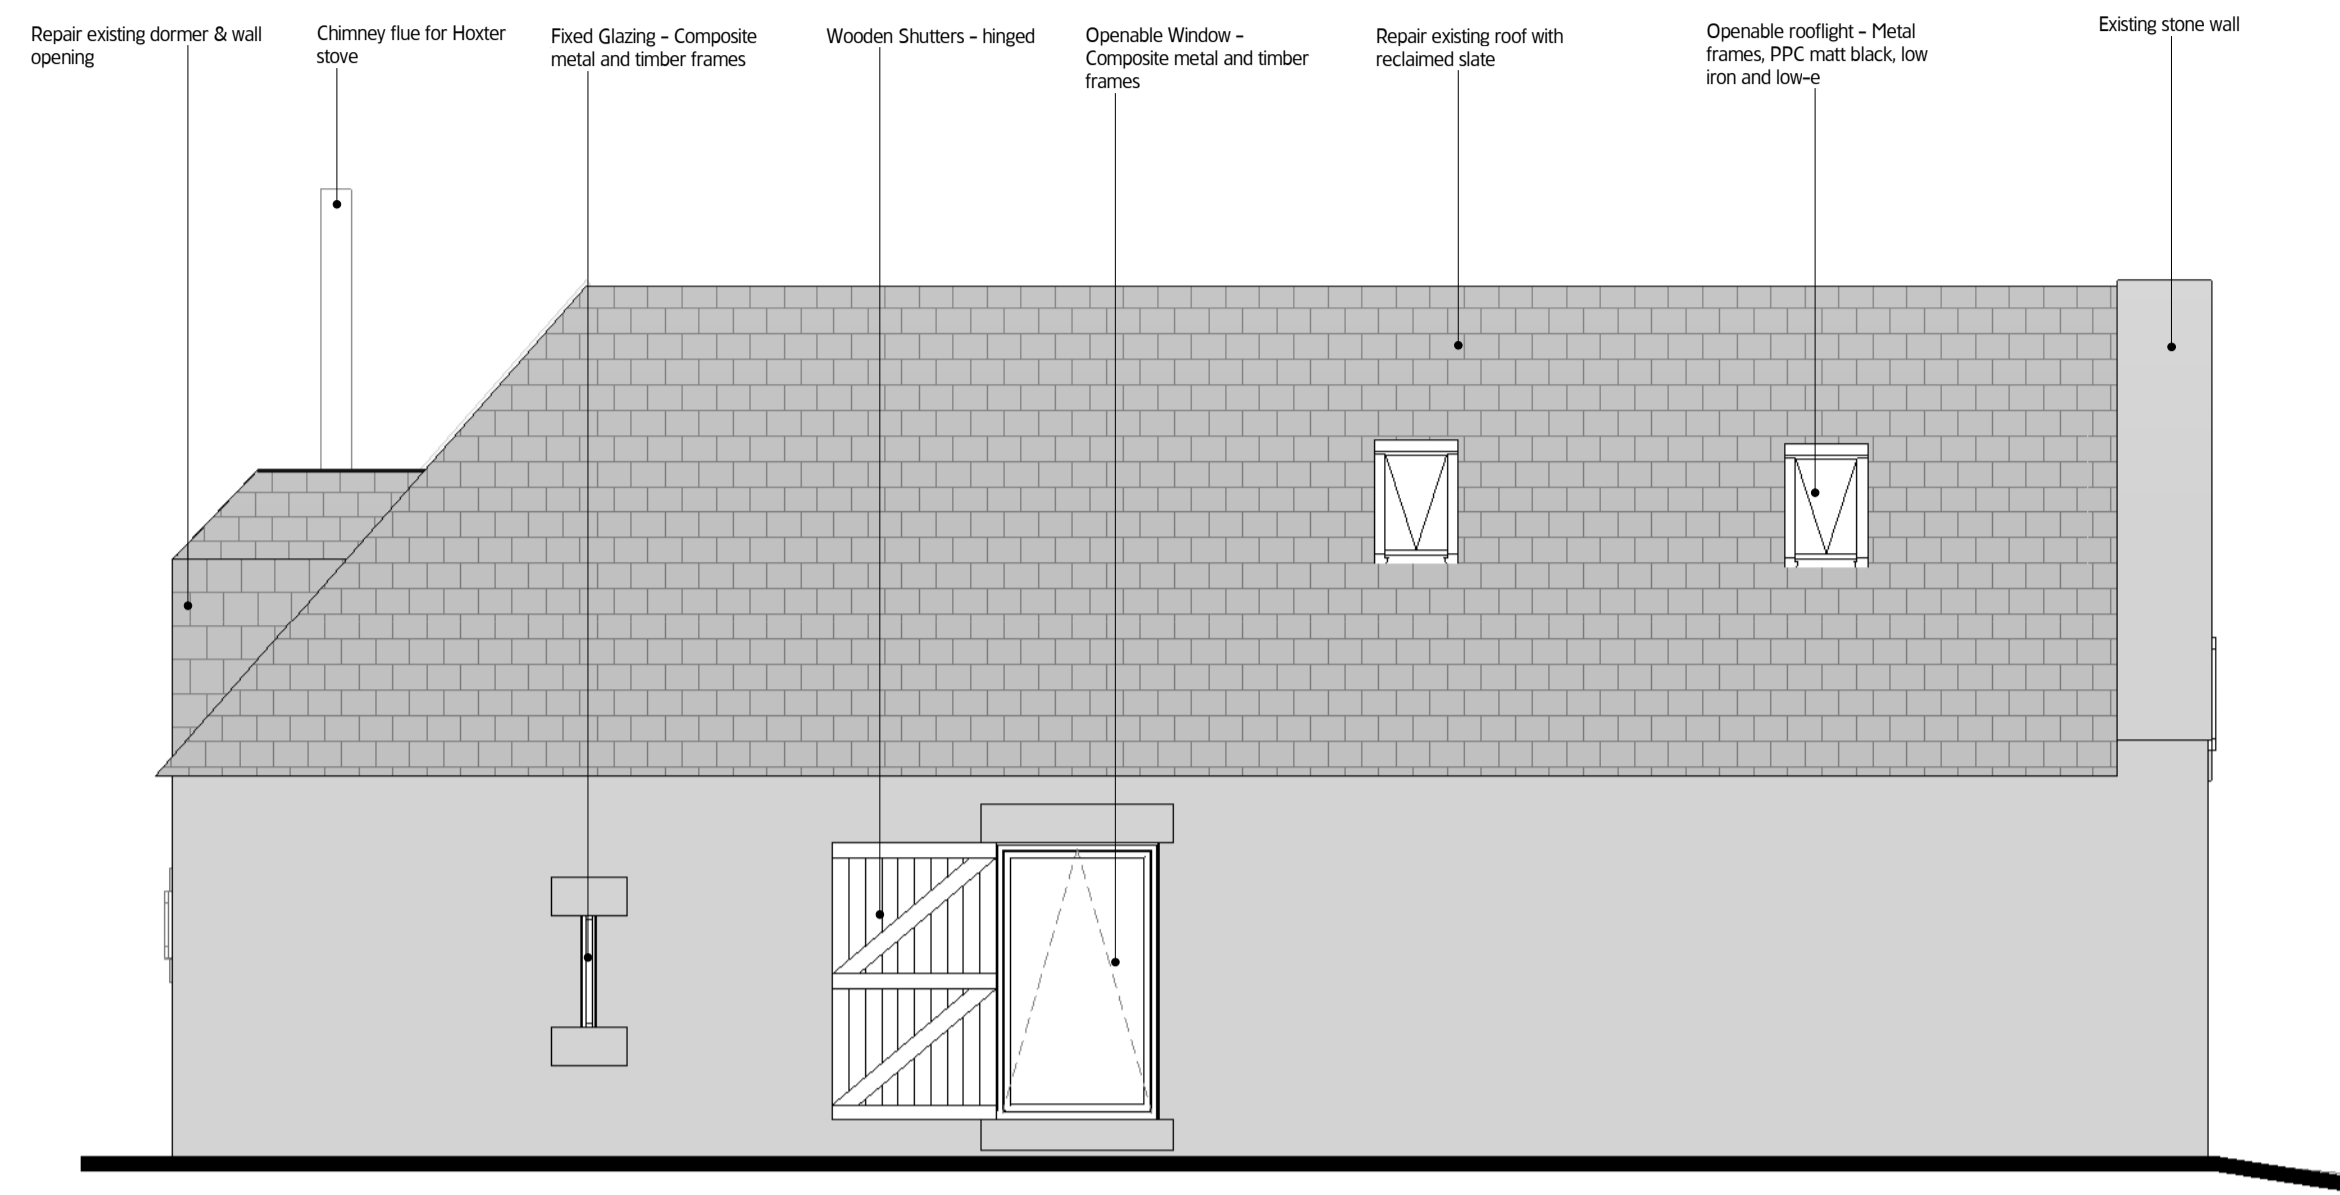 Repair existing dormer & wall
opening
Chimney flue for Hoxter
stove
Fixed Glazing - Composite
metal and timber frames
Wooden Shutters - hinged
Openable Window -
Composite metal and timber
frames
Repair existing roof with
reclaimed slate
Openable rooflight - Metal
frames, PPC matt black, low
iron and low-e
Existing stone wall